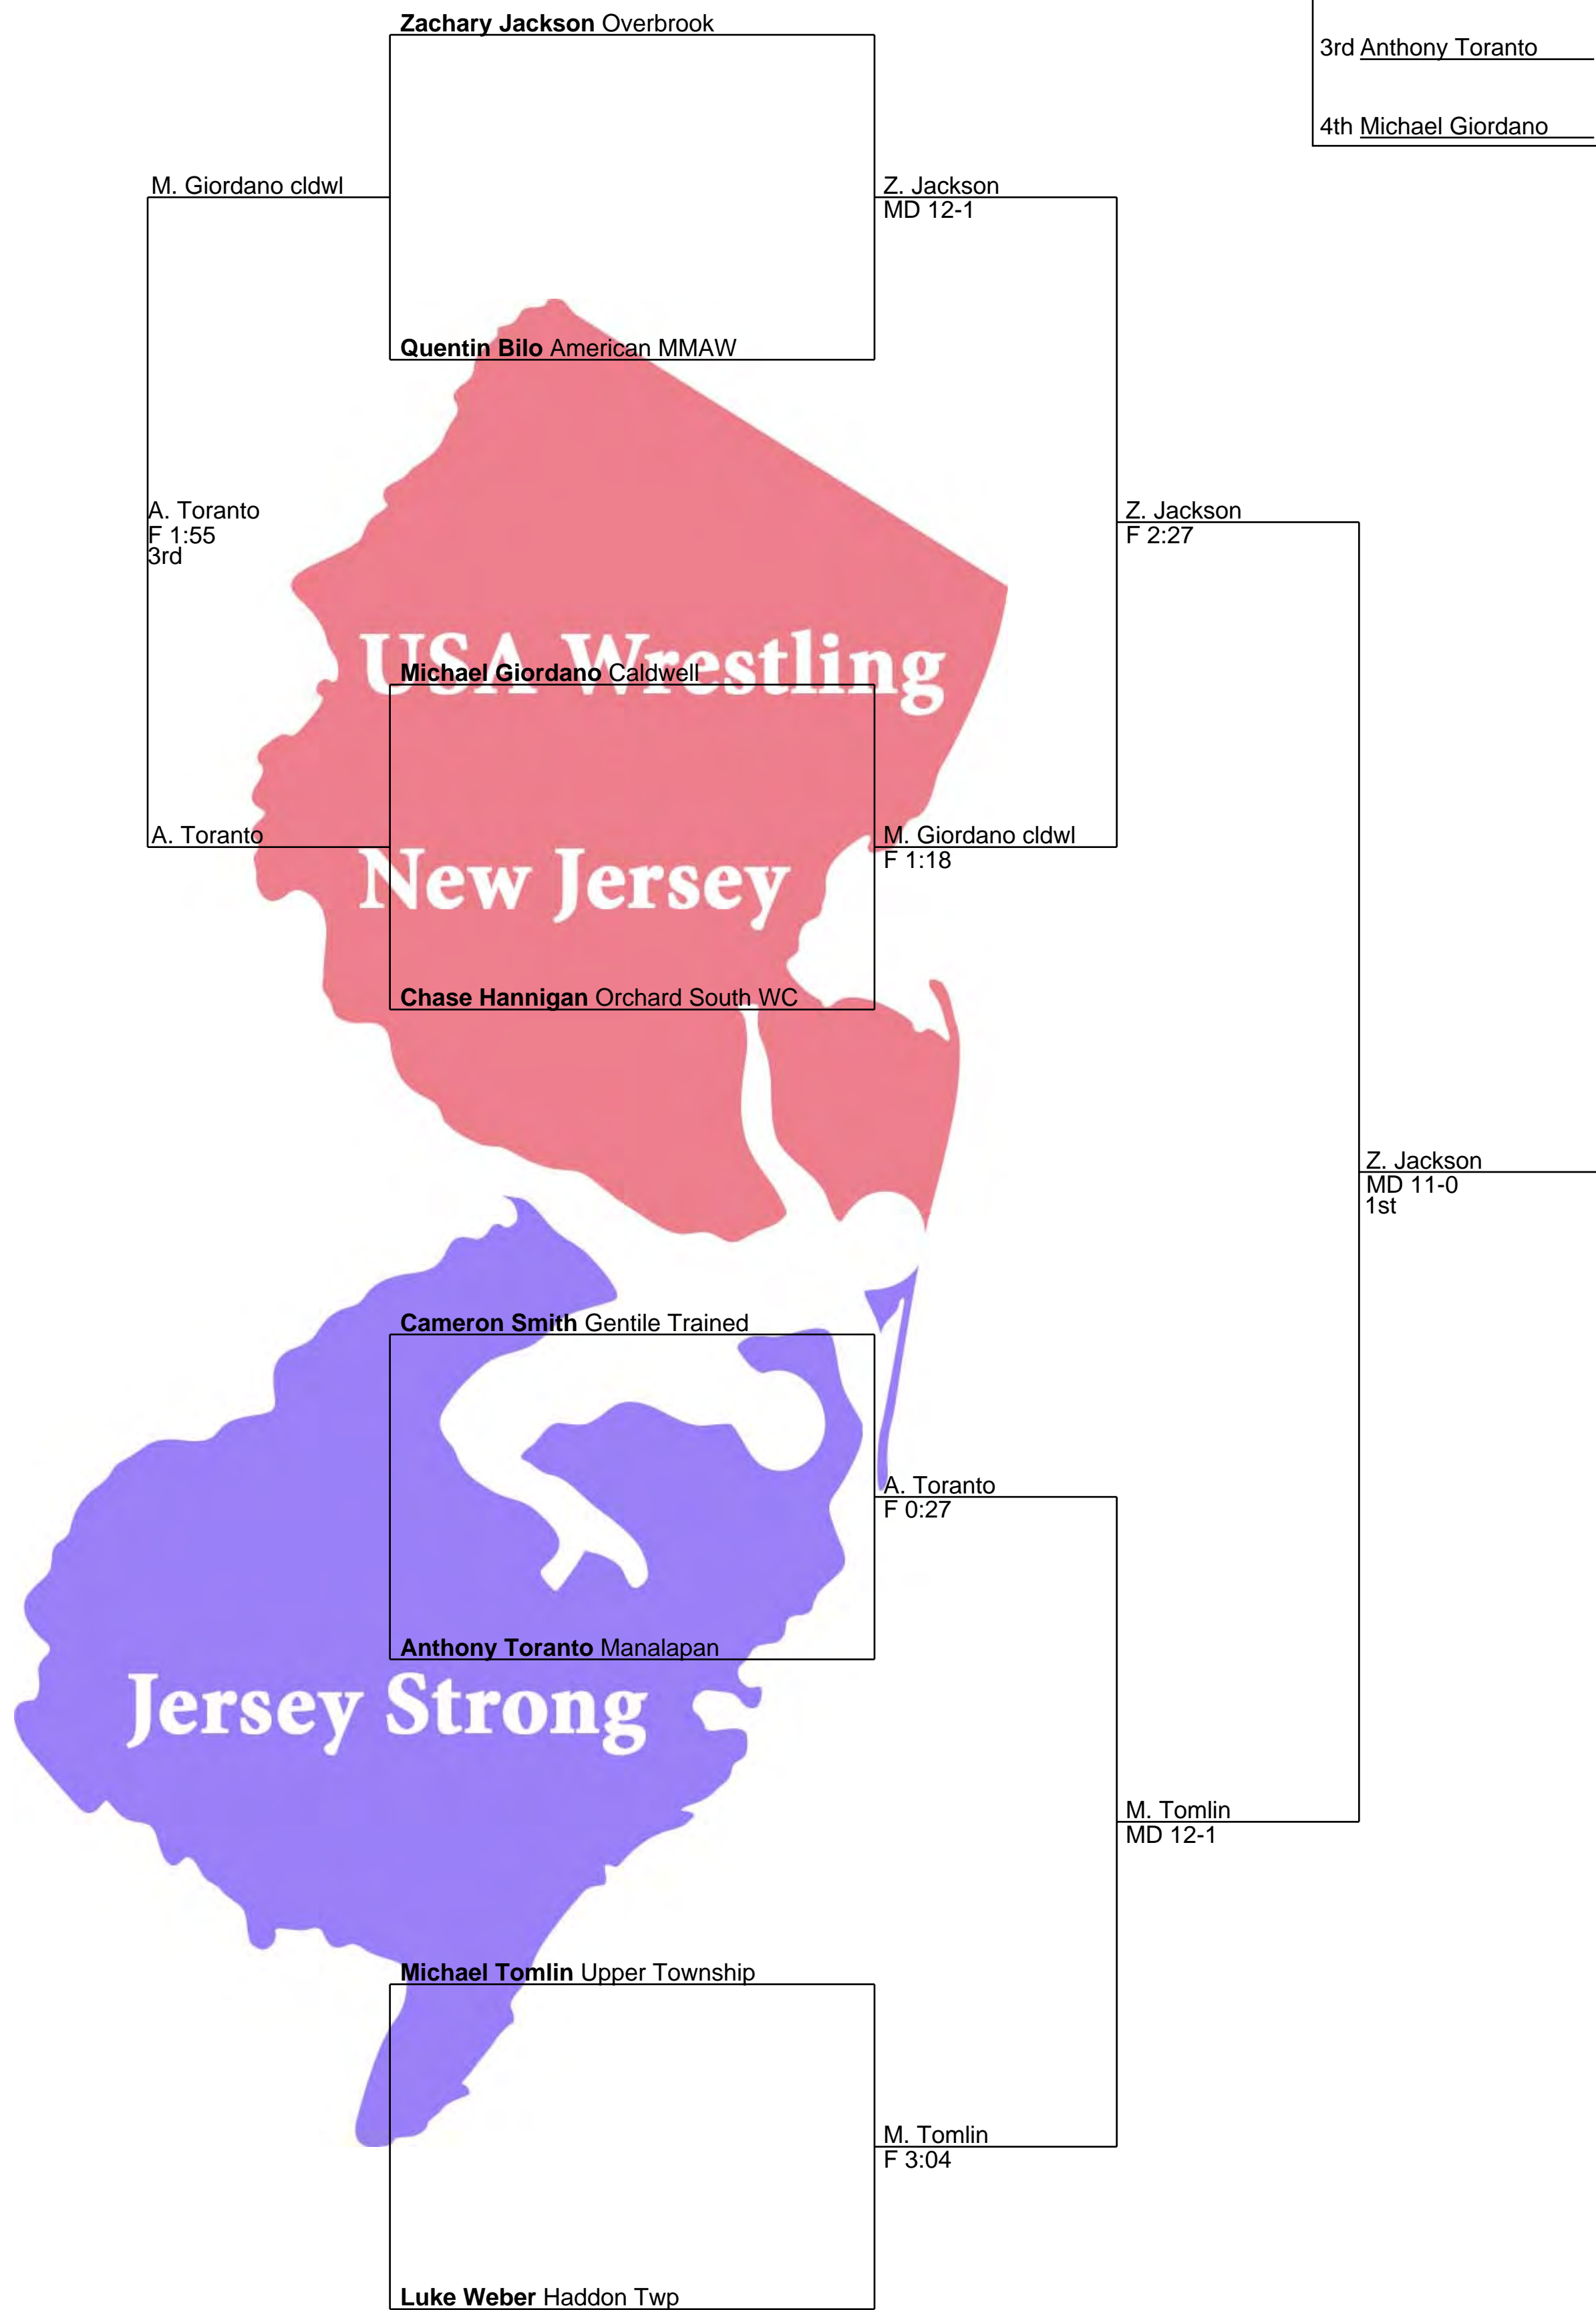 Zachary Jackson Overbrook
3rd Anthony Toranto
4th Michael Giordano
M. Giordano cldwl
Z. Jackson
MD 12-1
Quentin Bilo American MMAW
A. Toranto
F 1:55
3rd
Z. Jackson
F 2:27
USA Wrestling
Michael Giordano Caldwell
A. Toranto
M. Giordano cldwl
F 1:18
New Jersey
Chase Hannigan Orchard South WC
Z. Jackson
MD 11-0
1st
Cameron Smith Gentile Trained
A. Toranto
F 0:27
Anthony Toranto Manalapan
Jersey Strong
M. Tomlin
MD 12-1
Michael Tomlin Upper Township
M. Tomlin
F 3:04
Luke Weber Haddon Twp